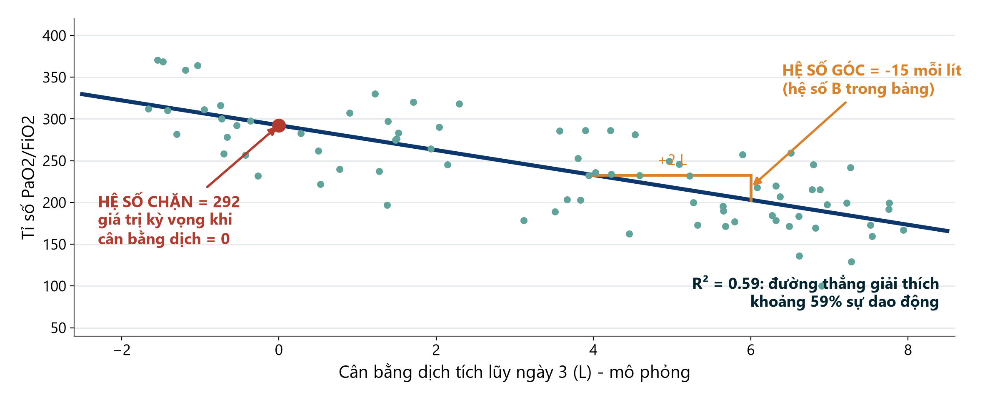 400
350
300
250
200
150
100
50
Tỉ số PaO2/FiO2
HỆ SỐ GÓC = -15 mỗi lít
(hệ số B trong bảng)
+2 L
HỆ SỐ CHẶN = 292
giá trị kỳ vọng khi
cân bằng dịch = 0
R² = 0.59: đường thẳng giải thích
khoảng 59% sự dao động
−2 0 2 4 6 8
Cân bằng dịch tích lũy ngày 3 (L) - mô phỏng